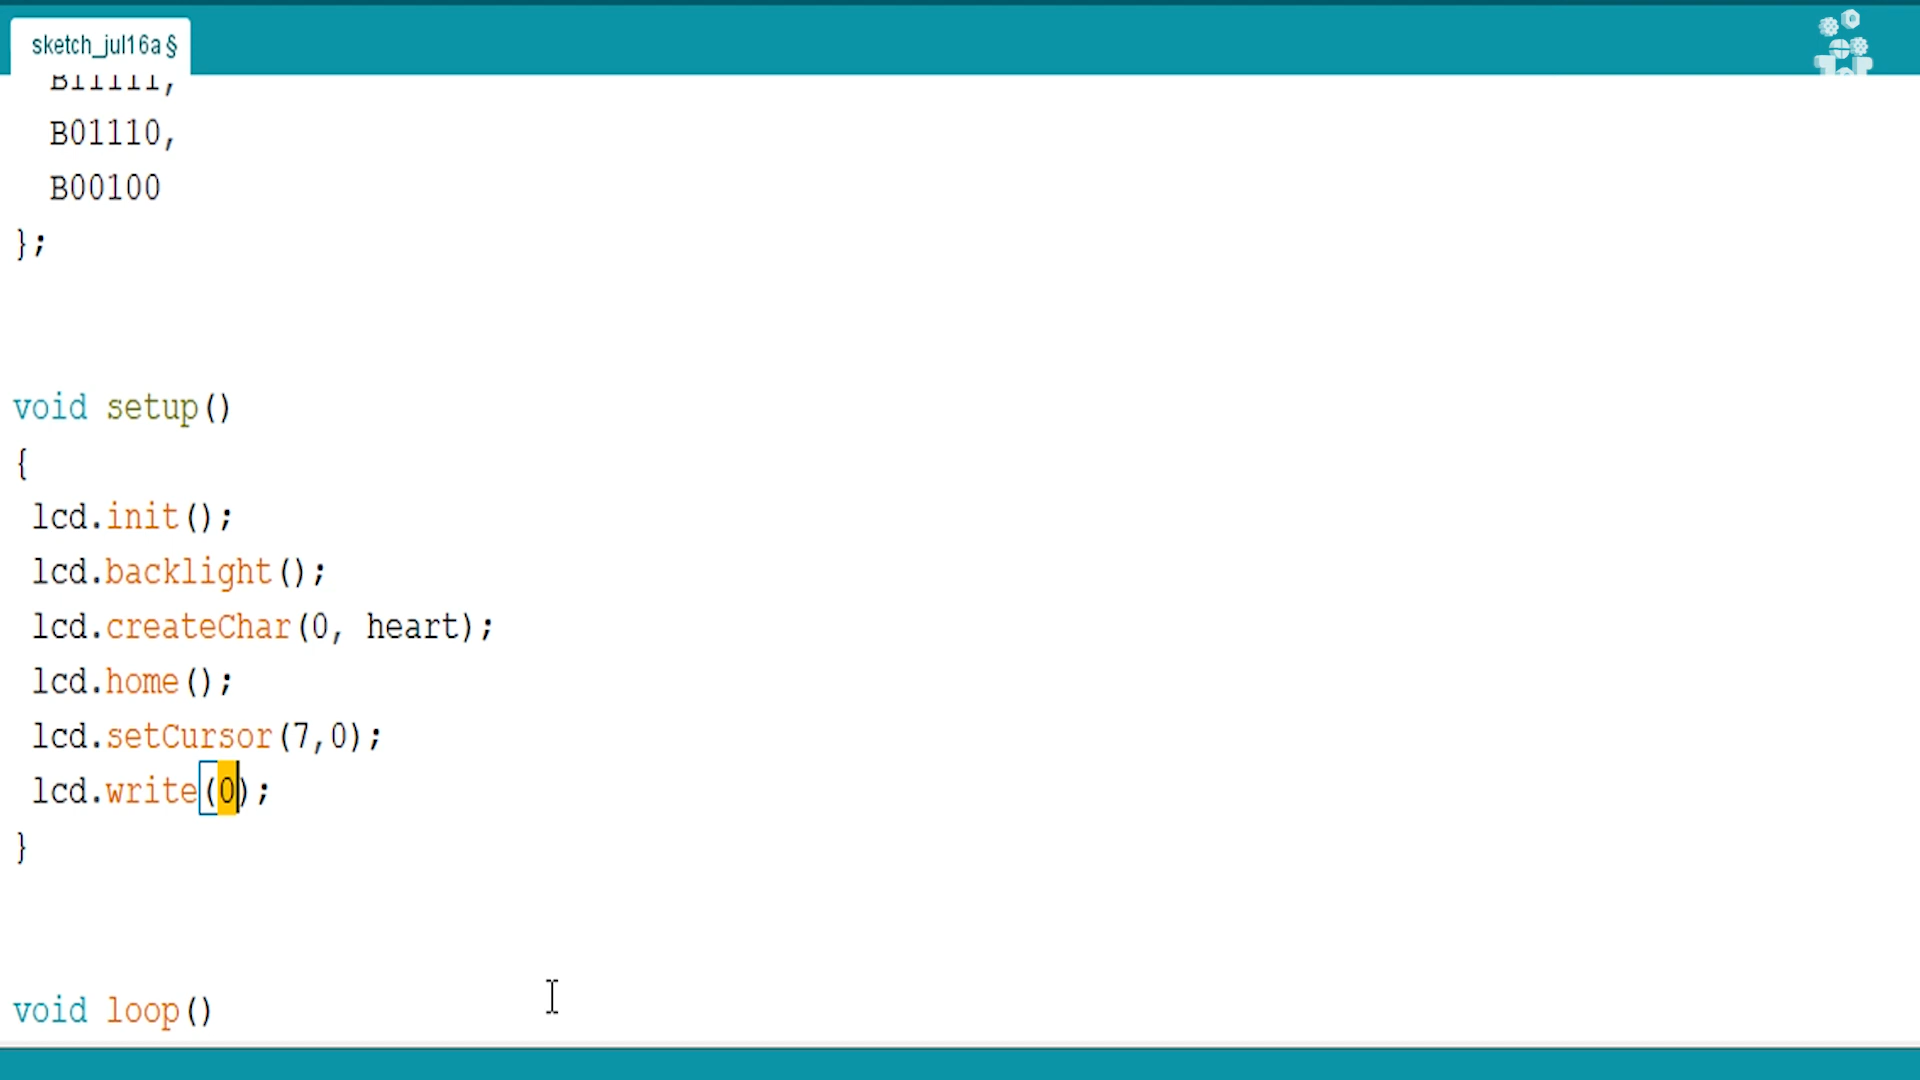 sketch_jul16a§
B11111,
B01110,
B00100
};
void setup()
{
lcd.init();
lcd.backlight();
lcd.createChar(0, heart);
lcd.home();
lcd.setCursor(7,0);
lcd.write(0);
}
void loop()